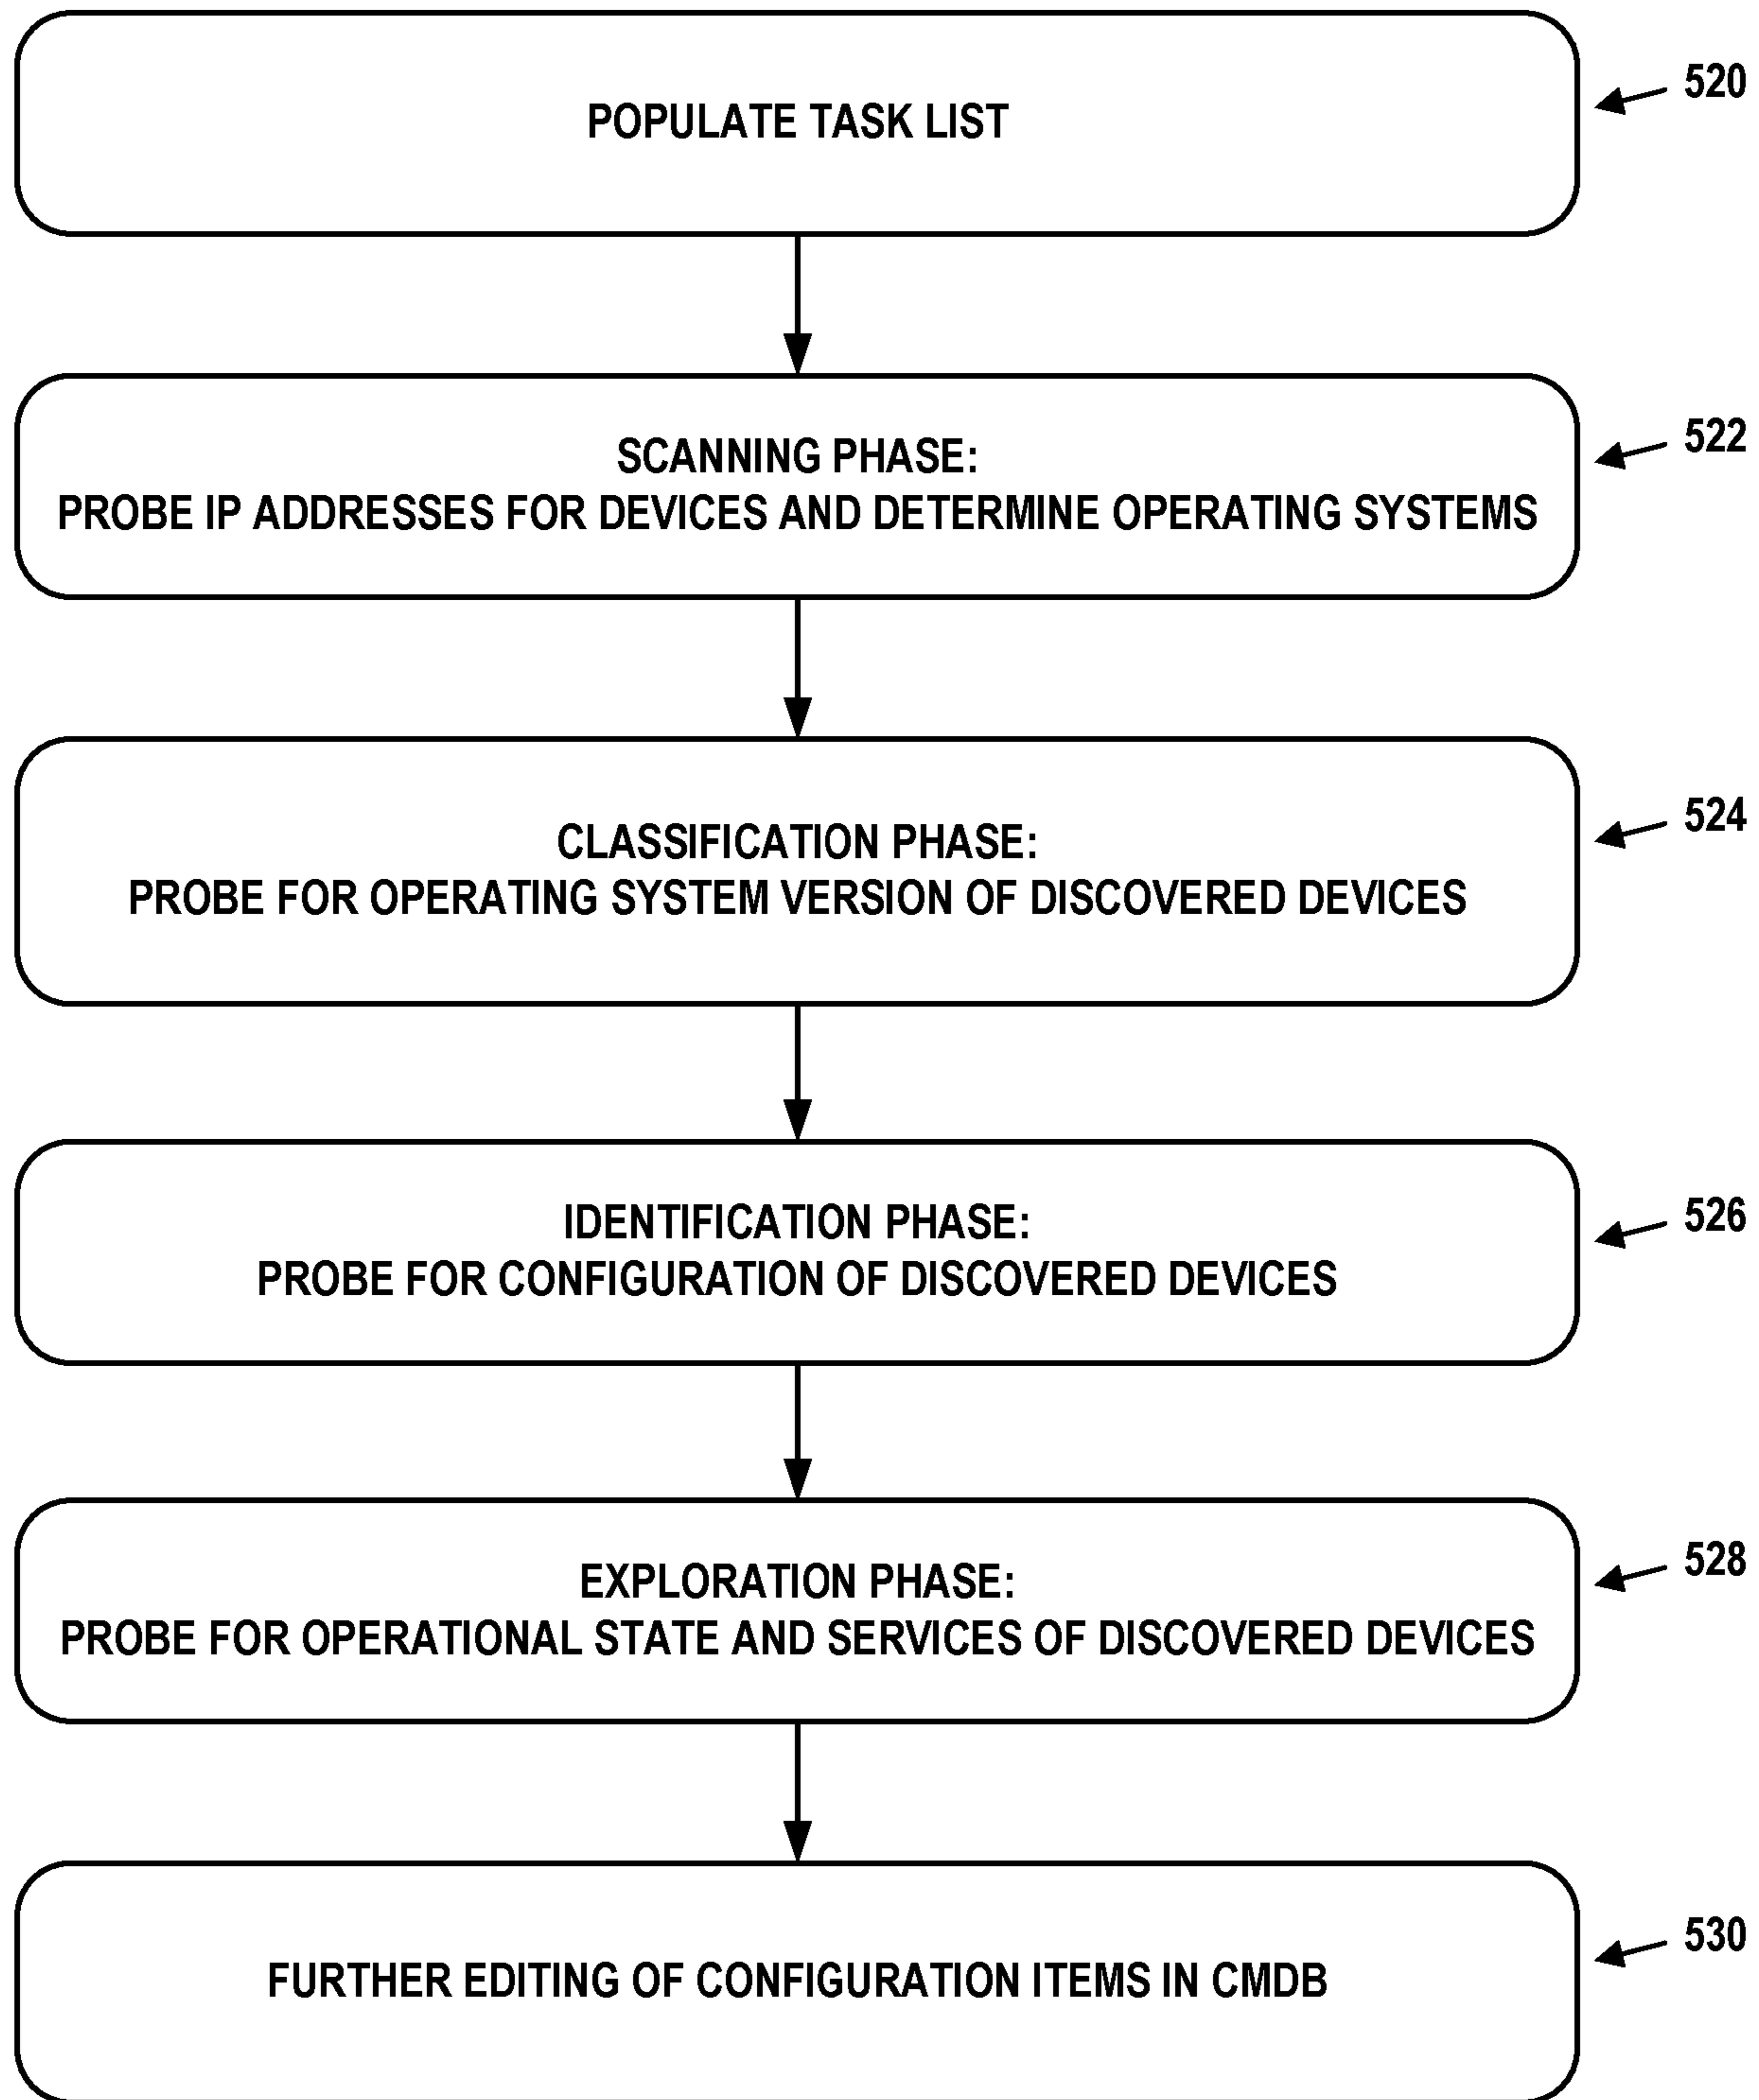 POPULATE TASK LIST
520
SCANNING PHASE:
PROBE IP ADDRESSES FOR DEVICES AND DETERMINE OPERATING SYSTEMS
522
CLASSIFICATION PHASE:
PROBE FOR OPERATING SYSTEM VERSION OF DISCOVERED DEVICES
524
IDENTIFICATION PHASE:
PROBE FOR CONFIGURATION OF DISCOVERED DEVICES
526
EXPLORATION PHASE:
PROBE FOR OPERATIONAL STATE AND SERVICES OF DISCOVERED DEVICES
528
FURTHER EDITING OF CONFIGURATION ITEMS IN CMDB
530